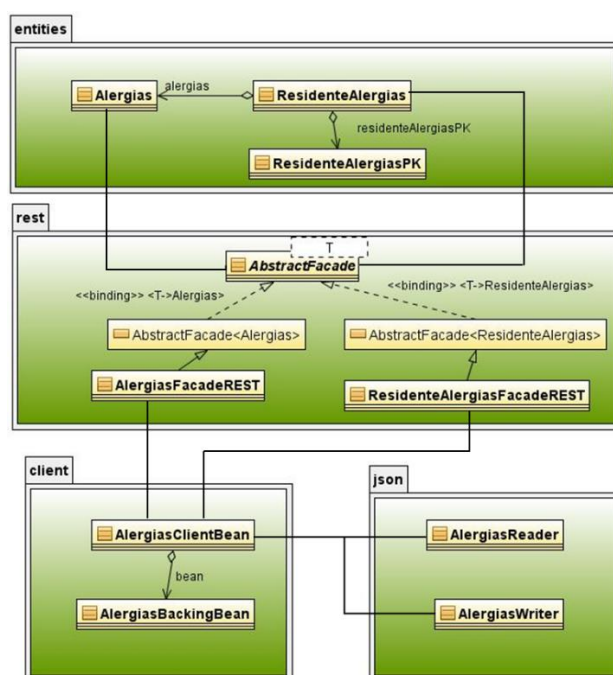 entities
Alergias
alergias
ResidenteAlergias
residenteAlergiasPK
ResidenteAlergiasPK
rest
T
AbstractFacade
<<binding>> <T->Alergias>
<<binding>> <T->ResidenteAlergias>
AbstractFacade<Alergias>
AbstractFacade<ResidenteAlergias>
AlergiasFacadeREST
ResidenteAlergiasFacadeREST
client
json
AlergiasClientBean
AlergiasReader
bean
AlergiasBackingBean
AlergiasWriter